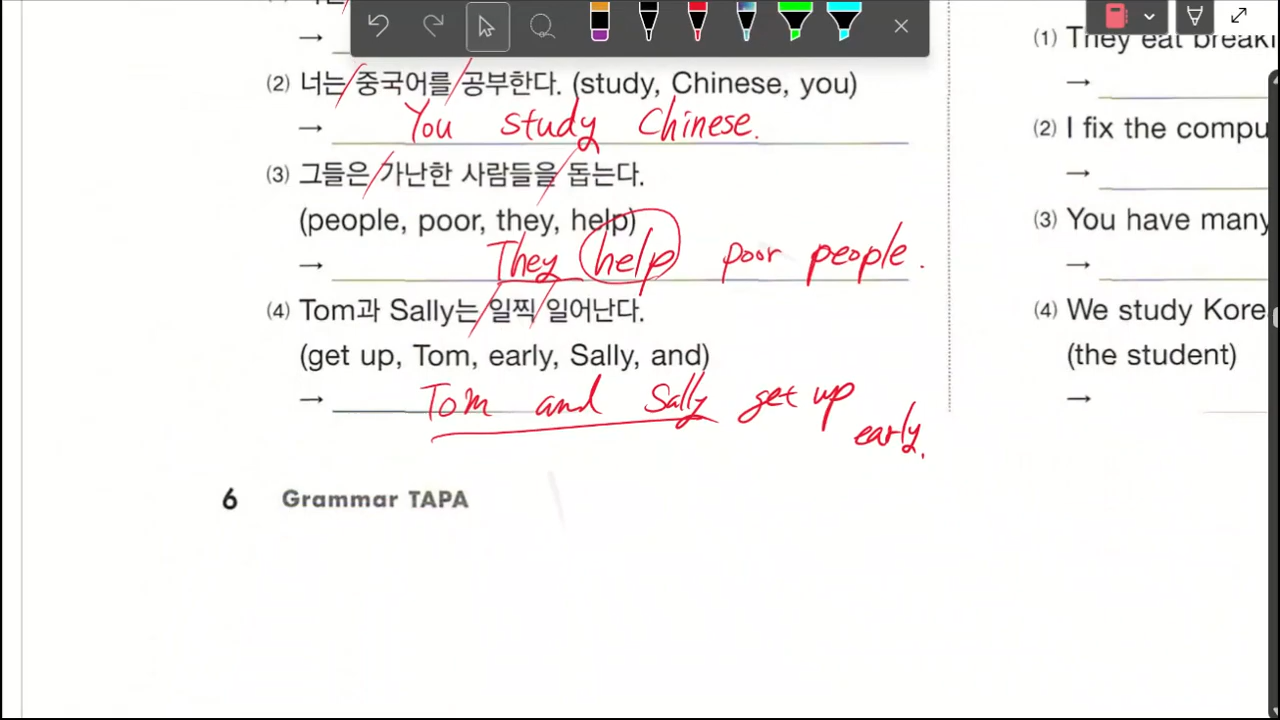 →
(2) 너는 중국어를 공부한다. (study, Chinese, you)
→ You study Chinese.
(3) 그들은 가난한 사람들을 돕는다.
(people, poor, they, help)
→ They help poor people.
(4) Tom과 Sally는 일찍 일어난다.
(get up, Tom, early, Sally, and)
→ Tom and Sally get up
early.
6 Grammar TAPA
(1) They eat
→
(2) I fix the
→
(3) You have many
→
(4) We study
(the student)
→